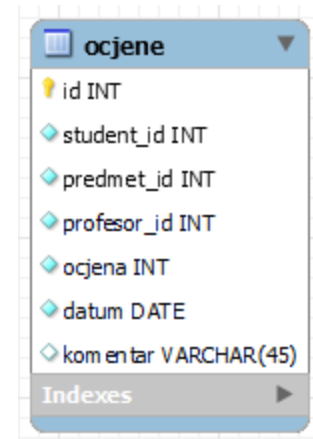 ocjene
id INT
student_id INT
predmet_id INT
profesor_id INT
ocjena INT
datum DATE
komentar VARCHAR(45)
Indexes